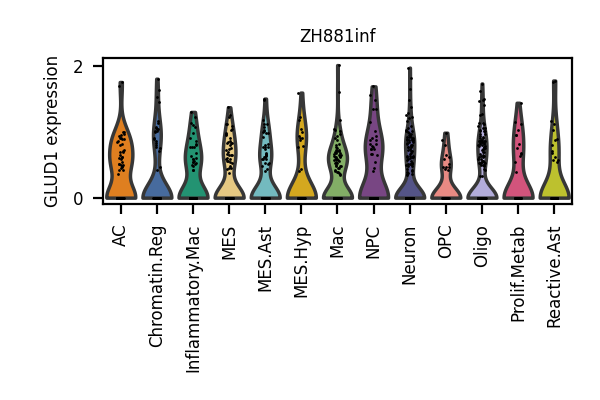 ZH881inf
GLUD1 expression
2
0
AC
Chromatin.Reg
Inflammatory.Mac
MES
MES.Ast
MES.Hyp
Mac
NPC
Neuron
OPC
Oligo
Prolif.Metab
Reactive.Ast